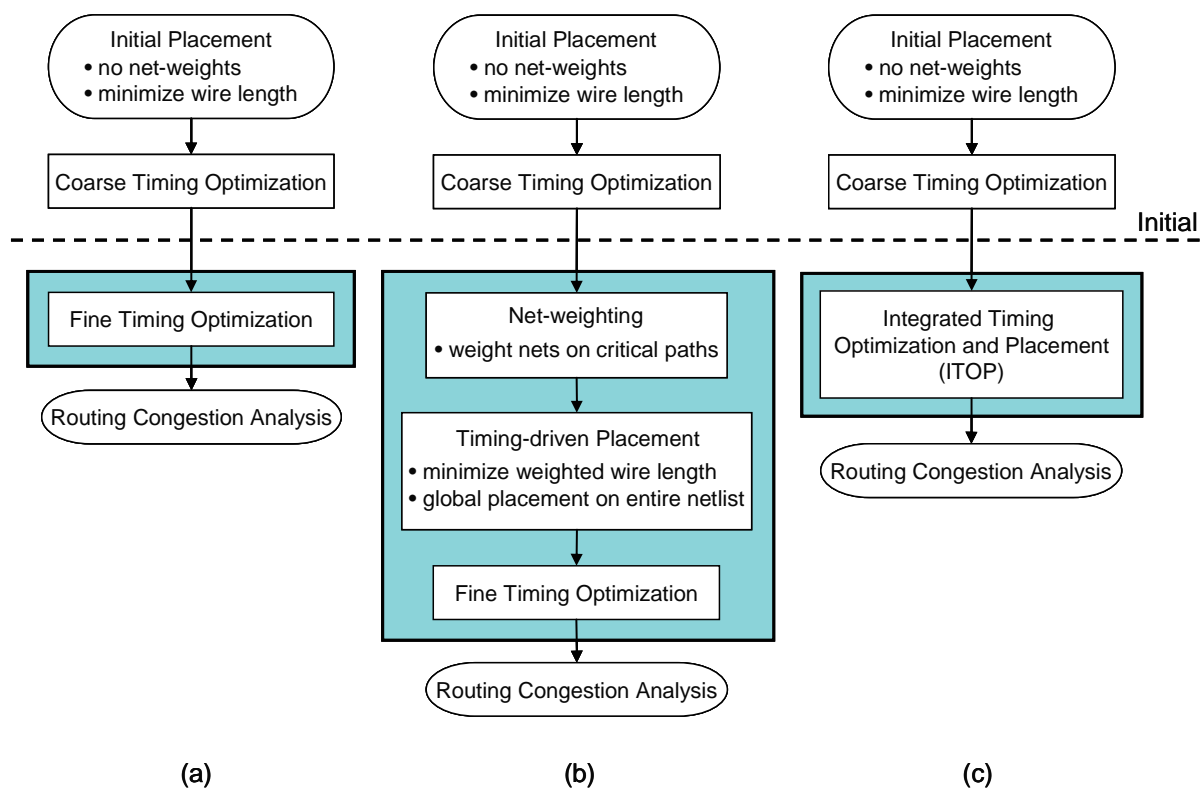 Initial Placement
• no net-weights
• minimize wire length
Coarse Timing Optimization
Fine Timing Optimization
Routing Congestion Analysis
(a)
Initial Placement
• no net-weights
• minimize wire length
Coarse Timing Optimization
Net-weighting
• weight nets on critical paths
Timing-driven Placement
• minimize weighted wire length
• global placement on entire netlist
Fine Timing Optimization
Routing Congestion Analysis
(b)
Initial Placement
• no net-weights
• minimize wire length
Coarse Timing Optimization
Initial
Integrated Timing
Optimization and Placement
(ITOP)
Routing Congestion Analysis
(c)